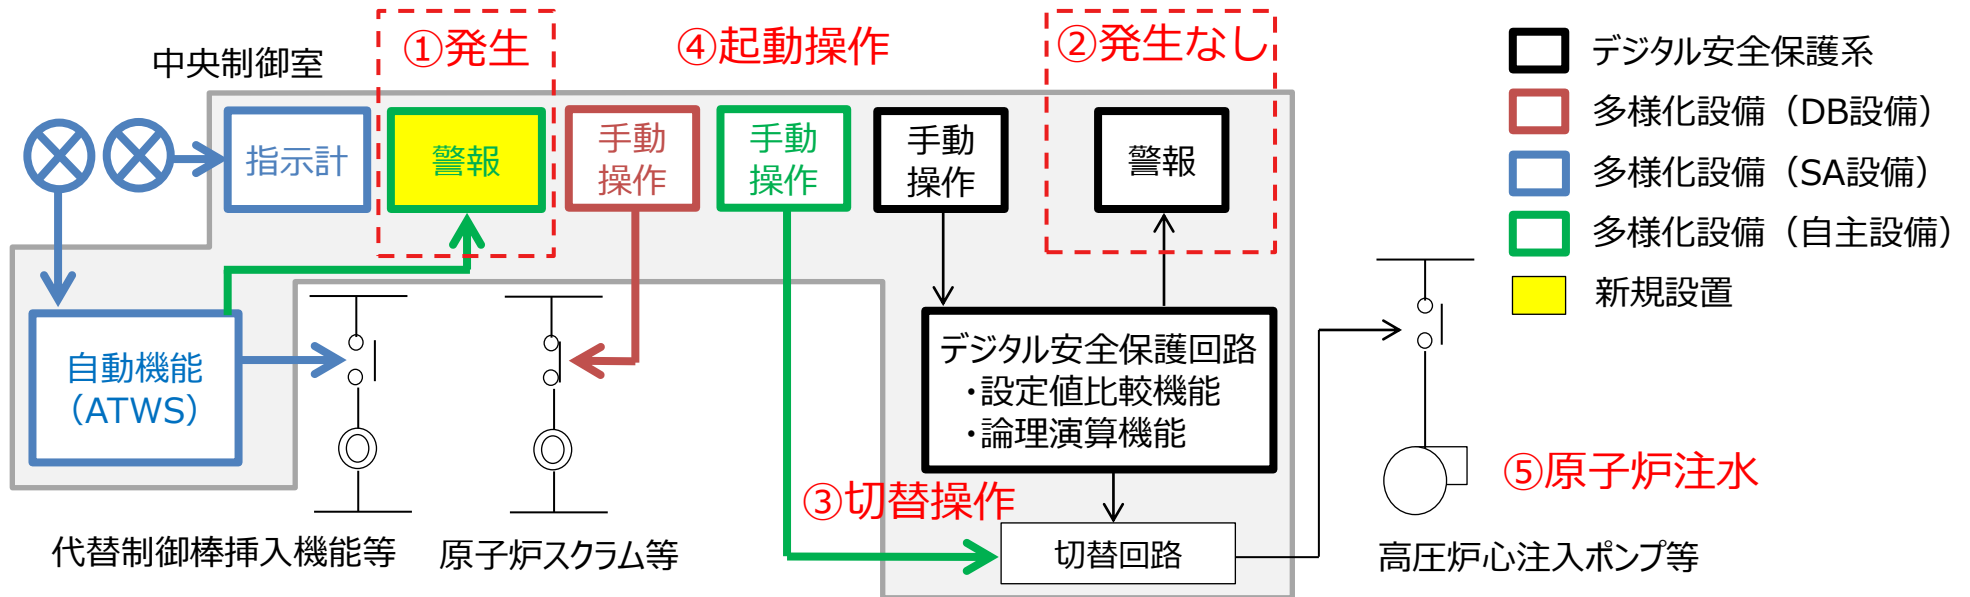 中央制御室
①発生
④起動操作
②発生なし
指示計
警報
手動
操作
手動
操作
手動
操作
警報
デジタル安全保護系
多様化設備（DB設備）
多様化設備（SA設備）
多様化設備（自主設備）
新規設置
自動機能
（ATWS）
デジタル安全保護回路
・設定値比較機能
・論理演算機能
③切替操作
切替回路
⑤原子炉注水
代替制御棒挿入機能等
原子炉スクラム等
高圧炉心注入ポンプ等